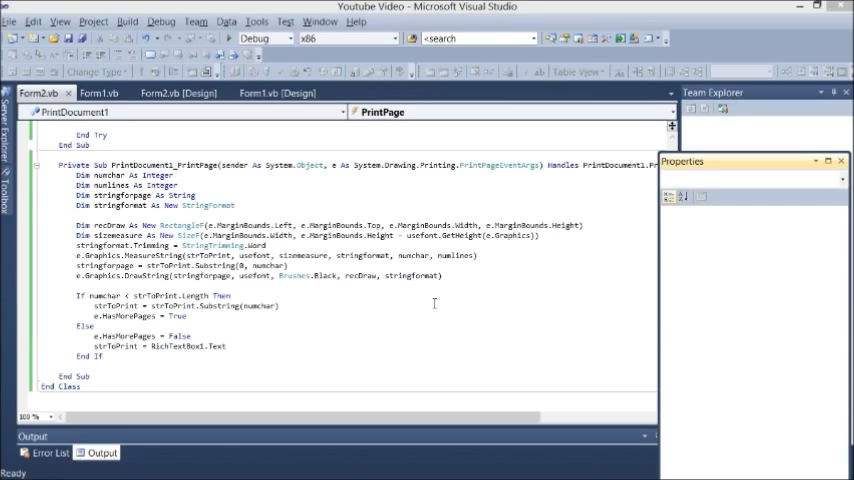 Youtube Video - Microsoft Visual Studio
File Edit View Project Build Debug Team Data Tools Test Window Help
Debug x86 <search
Change Type Table View
Form2.vb Form1.vb Form2.vb [Design] Form1.vb [Design]
Team Explorer
PrintDocument1 PrintPage
Server Explorer
Toolbox
End Try
End Sub
Private Sub PrintDocument1_PrintPage(sender As System.Object, e As System.Drawing.Printing.PrintPageEventArgs) Handles PrintDocument1.Pr
Dim numchar As Integer
Dim numlines As Integer
Dim stringforpage As String
Dim stringformat As New StringFormat
Dim recDraw As New RectangleF(e.MarginBounds.Left, e.MarginBounds.Top, e.MarginBounds.Width, e.MarginBounds.Height)
Dim sizemeasure As New SizeF(e.MarginBounds.Width, e.MarginBounds.Height - usefont.GetHeight(e.Graphics))
stringformat.Trimming = StringTrimming.Word
e.Graphics.MeasureString(strToPrint, usefont, sizemeasure, stringformat, numchar, numlines)
stringforpage = strToPrint.Substring(0, numchar)
e.Graphics.DrawString(stringforpage, usefont, Brushes.Black, recDraw, stringformat)
If numchar < strToPrint.Length Then
strToPrint = strToPrint.Substring(numchar)
e.HasMorePages = True
Else
e.HasMorePages = False
strToPrint = RichTextBox1.Text
End If
End Sub
End Class
Properties
100 %
Output
Error List Output
Ready